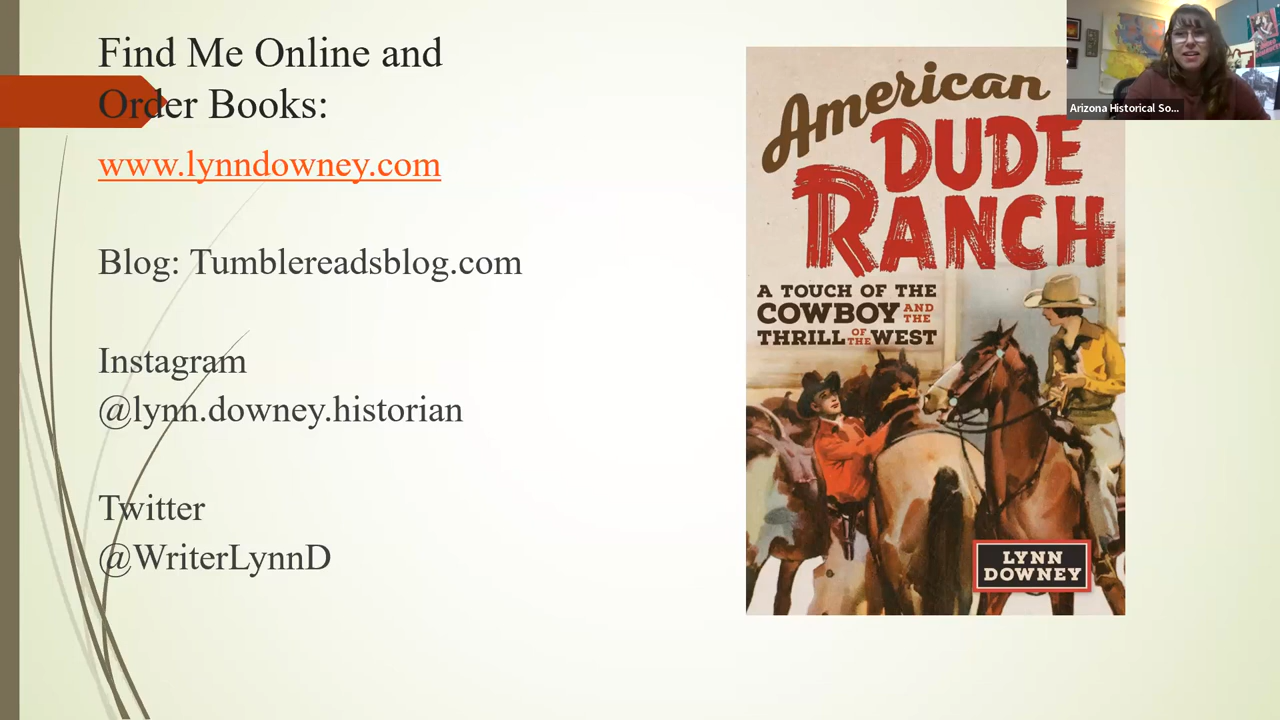 Find Me Online and
Order Books:
www.lynndowney.com
Blog: Tumblereadsblog.com
Instagram
@lynn.downey.historian
Twitter
@WriterLynnD
American
DUDE
RANCH
A TOUCH OF THE
COWBOY AND THE
THRILL OF THE WEST
LYNN
DOWNEY
Arizona Historical So...